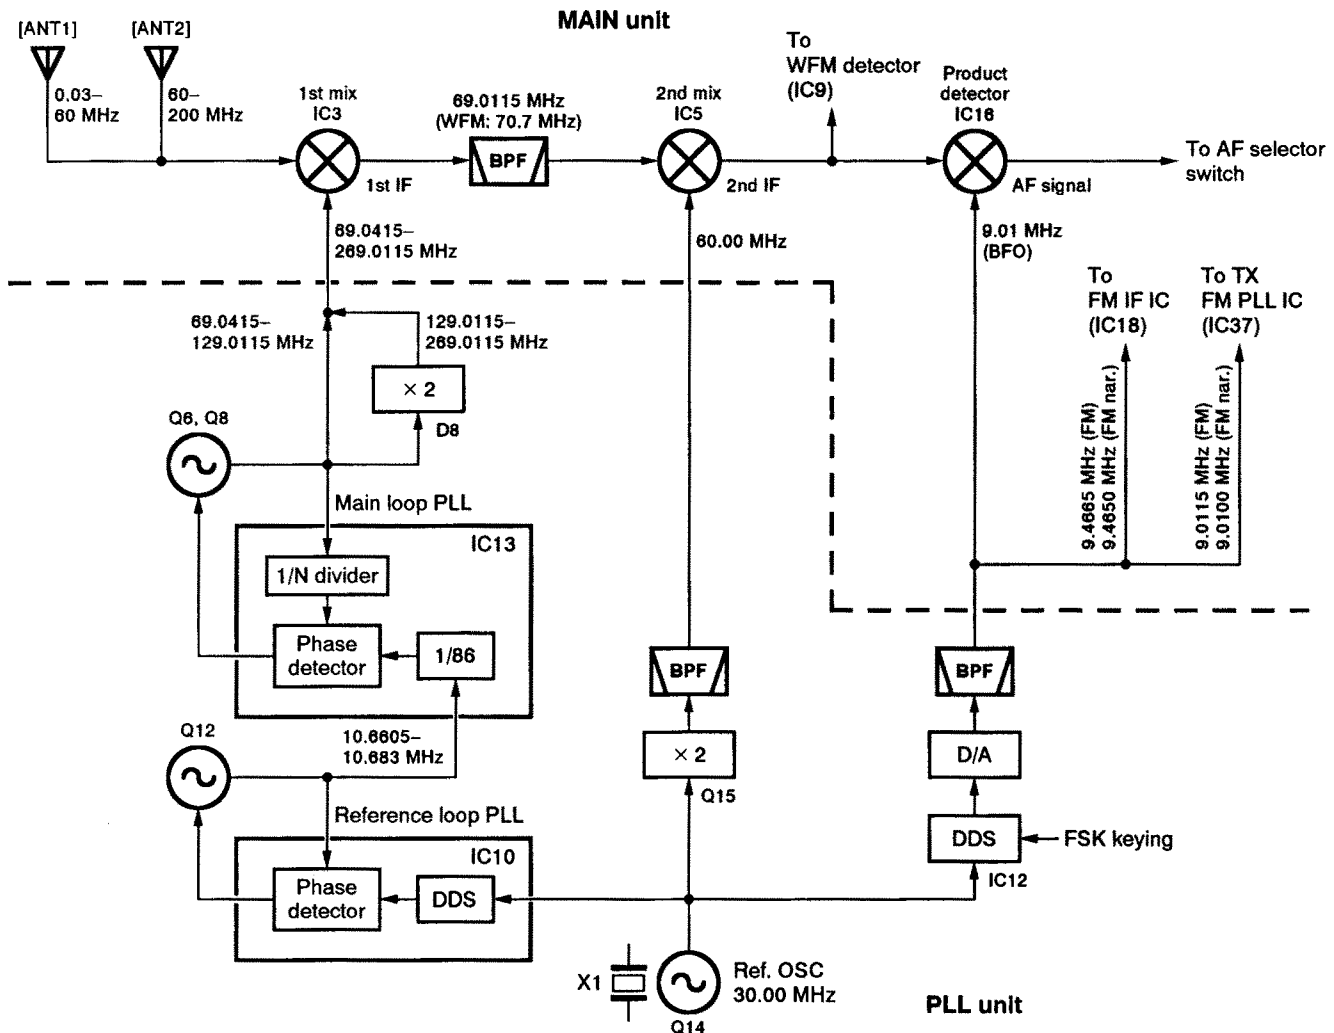 MAIN unit
[ANT1]
[ANT2]
0.03–
60 MHz
60–
200 MHz
1st mix
IC3
1st IF
69.0115 MHz
(WFM: 70.7 MHz)
BPF
2nd mix
IC5
2nd IF
To
WFM detector
(IC9)
Product
detector
IC16
AF signal
To AF selector
switch
69.0415–
269.0115 MHz
60.00 MHz
9.01 MHz
(BFO)
To
FM IF IC
(IC18)
To TX
FM PLL IC
(IC37)
69.0415–
129.0115 MHz
129.0115–
269.0115 MHz
× 2
D8
Q6, Q8
9.4665 MHz (FM)
9.4650 MHz (FM nar.)
9.0115 MHz (FM)
9.0100 MHz (FM nar.)
Main loop PLL
IC13
1/N divider
Phase
detector
1/86
BPF
BPF
Q12
10.6605–
10.683 MHz
× 2
Q15
D/A
Reference loop PLL
IC10
Phase
detector
DDS
DDS
FSK keying
IC12
X1
Ref. OSC
30.00 MHz
Q14
PLL unit